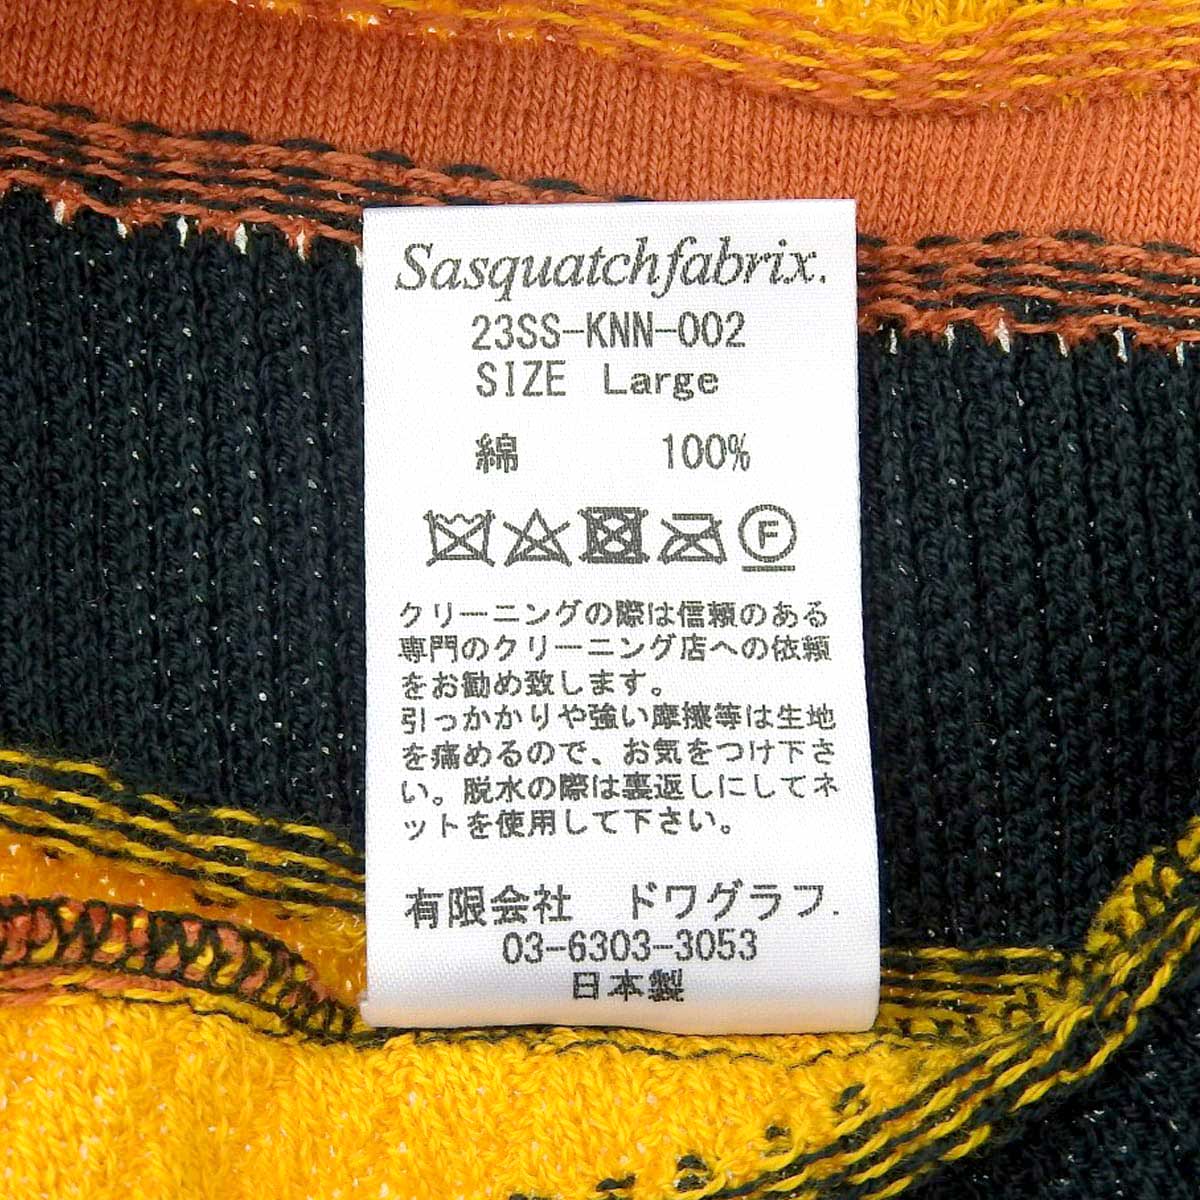 Sasquatchfabrix.
23SS-KNN-002
SIZE Large
綿 100%
F
クリーニングの際は信頼のある
専門のクリーニング店への依頼
をお勧め致します。
引っかかりや強い摩擦等は生地
を痛めるので、お気をつけ下さ
い。脱水の際は裏返しにしてネ
ットを使用して下さい。
有限会社 ドワグラフ.
03-6303-3053
日本製